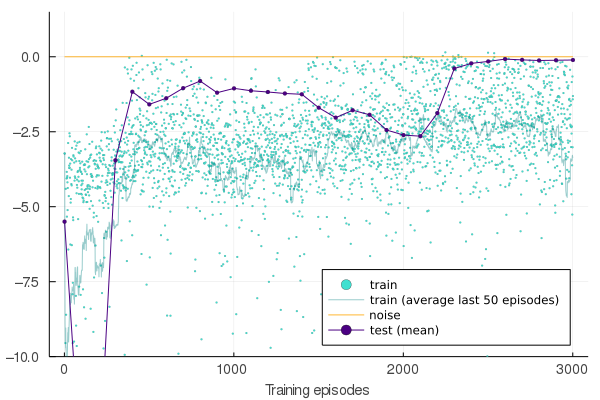 0.0
−2.5
−5.0
−7.5
−10.0
0
1000
2000
3000
Training episodes
train
train (average last 50 episodes)
noise
test (mean)